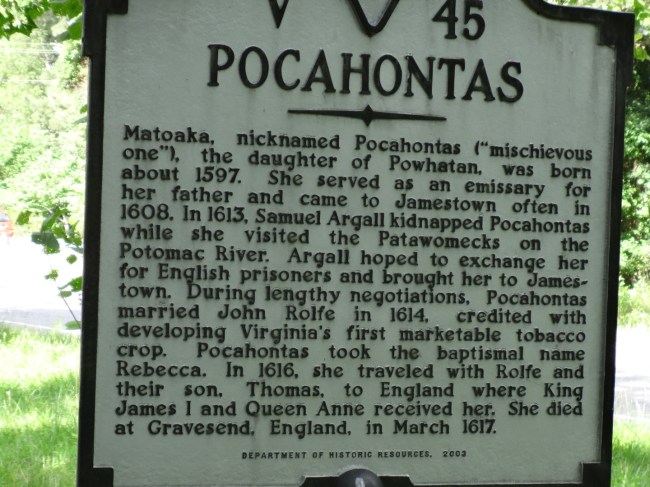 45
POCAHONTAS
Matoaka, nicknamed Pocahontas ("mischievous
one"), the daughter of Powhatan, was born
about 1597. She served as an emissary for
her father and came to Jamestown often in
1608. In 1613, Samuel Argall kidnapped Pocahontas
while she visited the Patawomecks on the
Potomac River. Argall hoped to exchange her
for English prisoners and brought her to James-
town. During lengthy negotiations, Pocahontas
married John Rolfe in 1614, credited with
developing Virginia's first marketable tobacco
crop. Pocahontas took the baptismal name
Rebecca. In 1616, she traveled with Rolfe and
their son, Thomas, to England where King
James I and Queen Anne received her. She died
at Gravesend, England, in March 1617.
DEPARTMENT OF HISTORIC RESOURCES, 2003